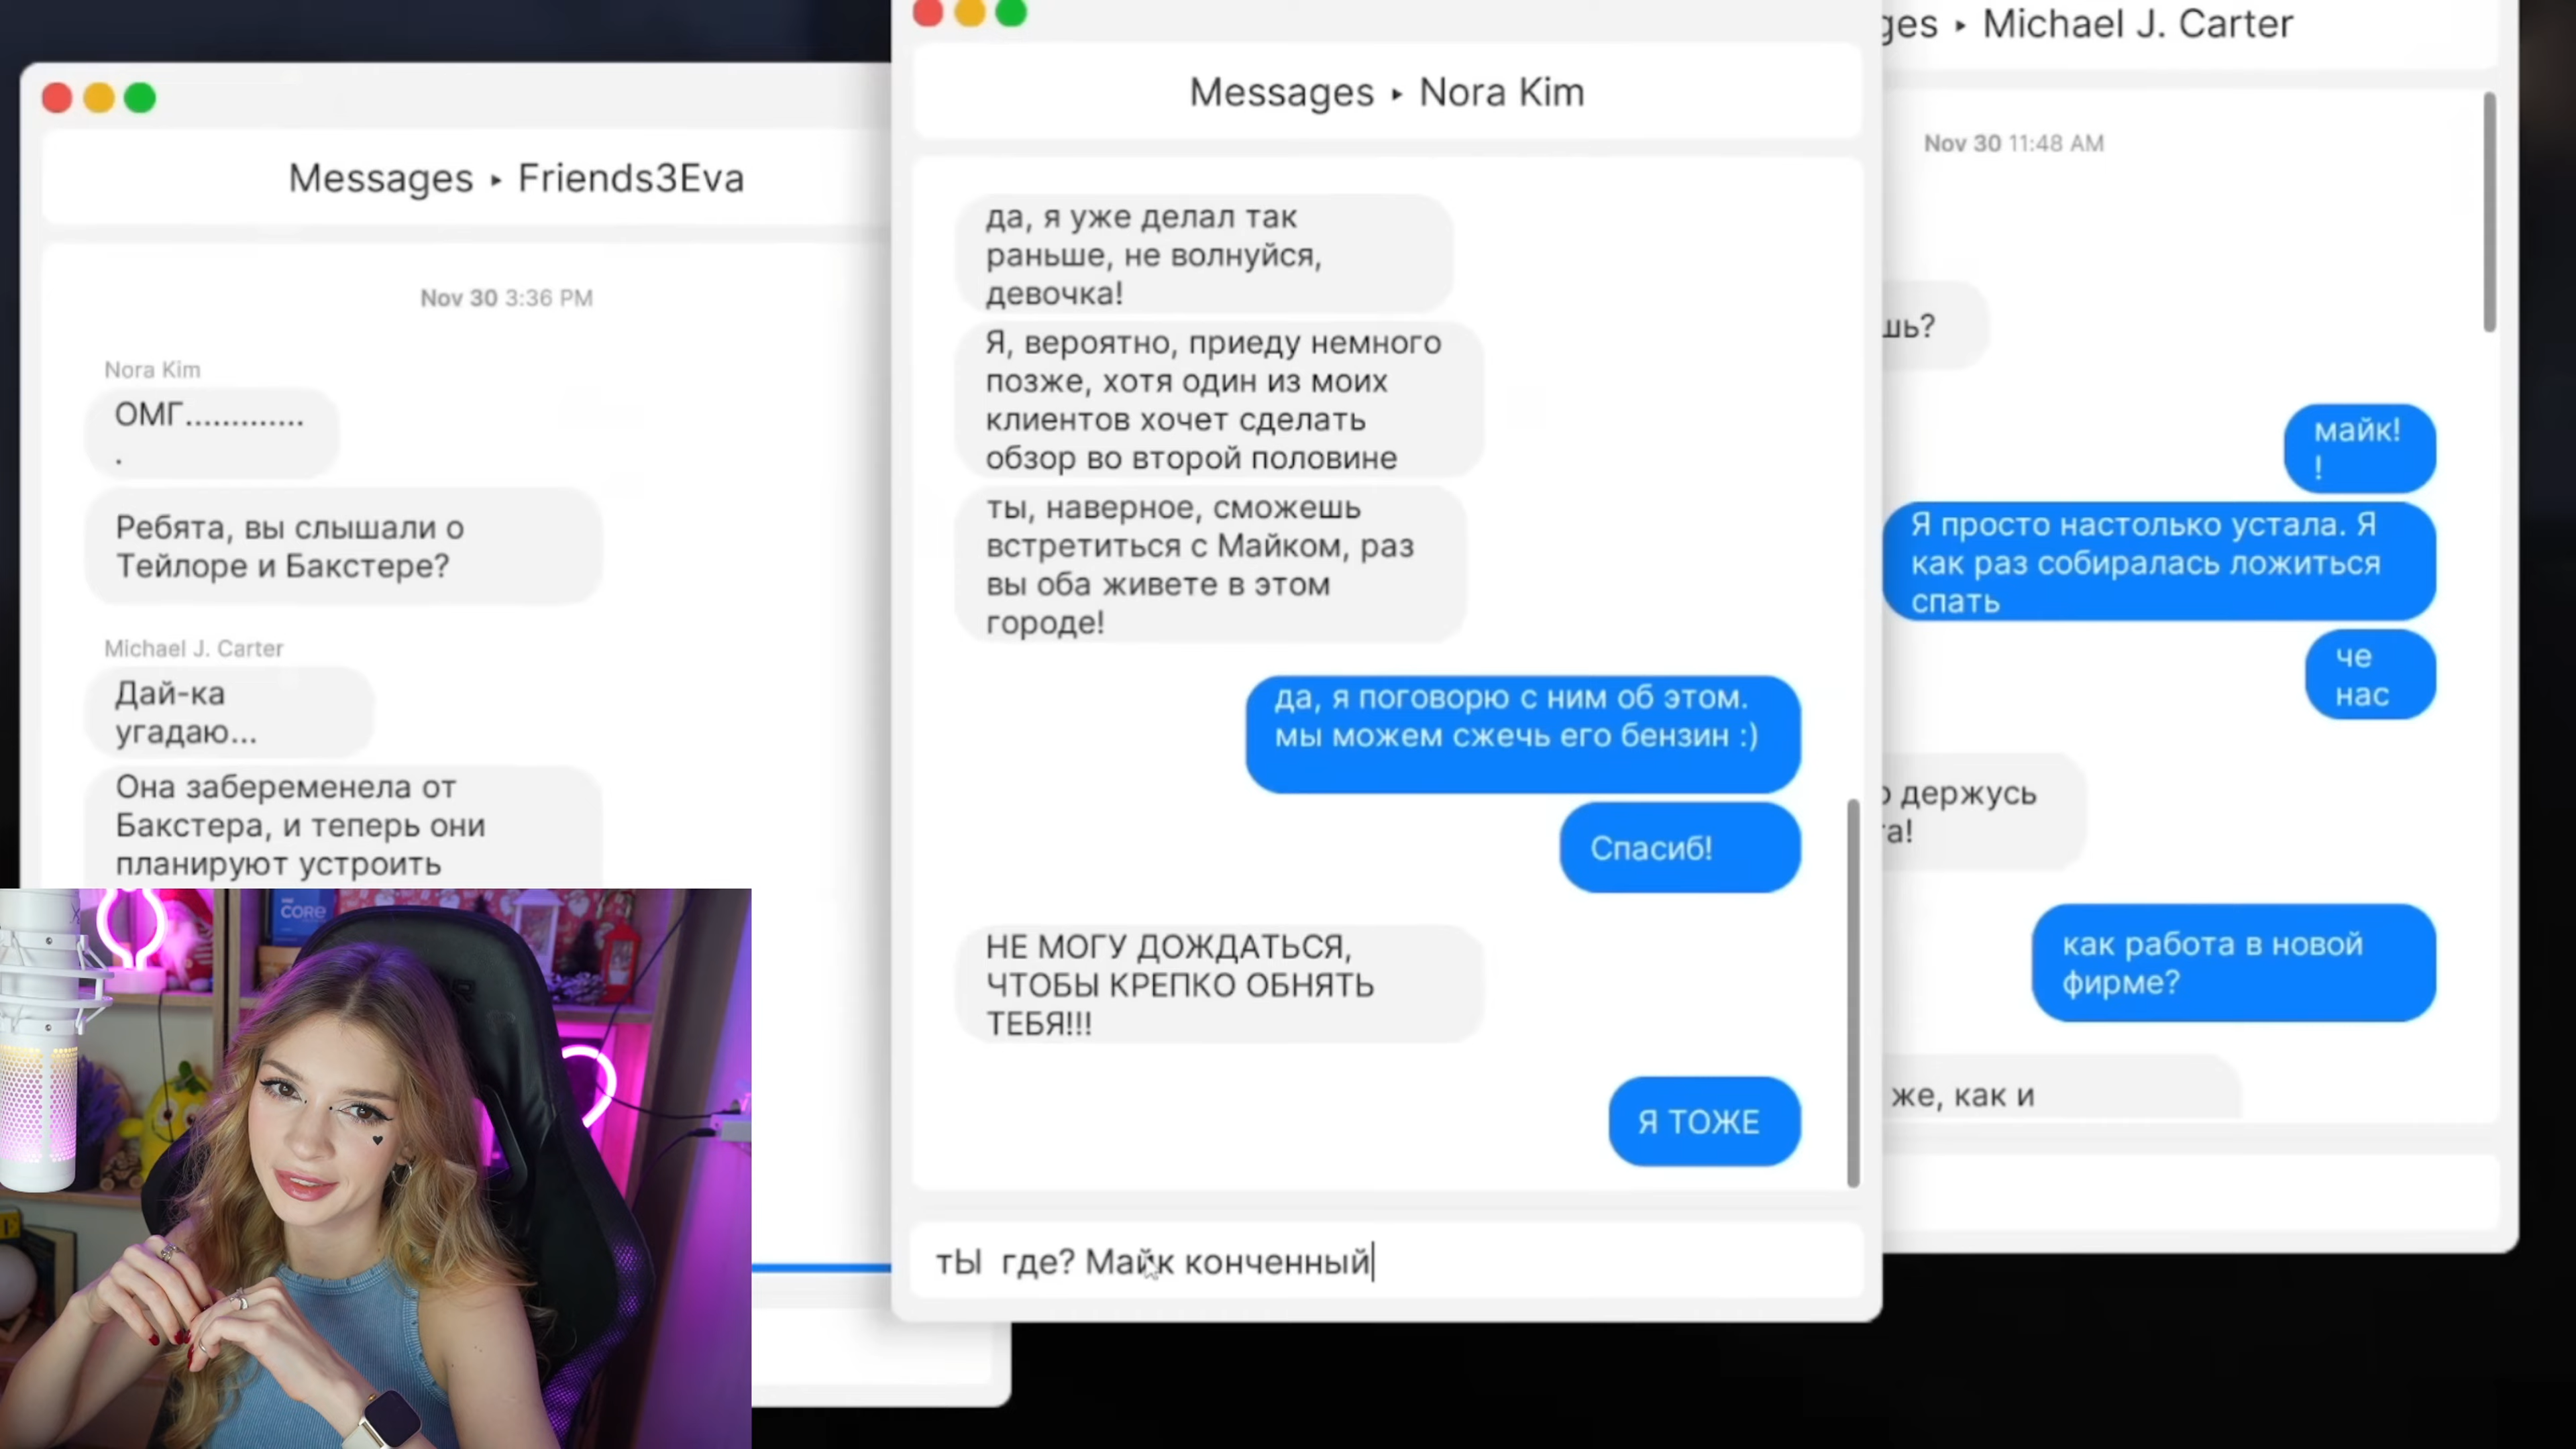 Messages ▸ Friends3Eva
Nov 30 3:36 PM
Nora Kim
ОМГ.............
.
Ребята, вы слышали о
Тейлоре и Бакстере?
Michael J. Carter
Дай-ка
угадаю...
Она забеременела от
Бакстера, и теперь они
планируют устроить
CORE
Messages ▸ Nora Kim
да, я уже делал так
раньше, не волнуйся,
девочка!
Я, вероятно, приеду немного
позже, хотя один из моих
клиентов хочет сделать
обзор во второй половине
ты, наверное, сможешь
встретиться с Майком, раз
вы оба живете в этом
городе!
да, я поговорю с ним об этом.
мы можем сжечь его бензин :)
Спасиб!
НЕ МОГУ ДОЖДАТЬСЯ,
ЧТОБЫ КРЕПКО ОБНЯТЬ
ТЕБЯ!!!
Я ТОЖЕ
тЫ  где? Майк конченный
ges ▸ Michael J. Carter
Nov 30 11:48 AM
шь?
майк!
!
Я просто настолько устала. Я
как раз собиралась ложиться
спать
че
нас
о держусь
га!
как работа в новой
фирме?
же, как и